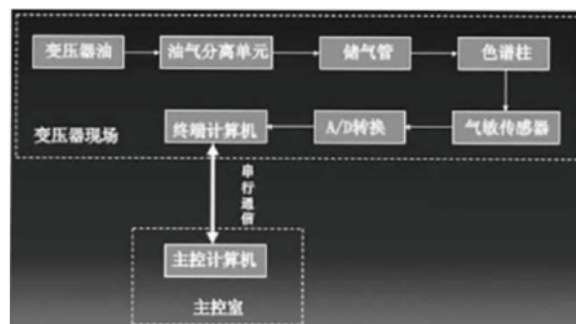 变压器油
油气分离单元
储气管
色谱柱
变压器现场
终端计算机
A/D转换
气敏传感器
串行通信
主控计算机
主控室